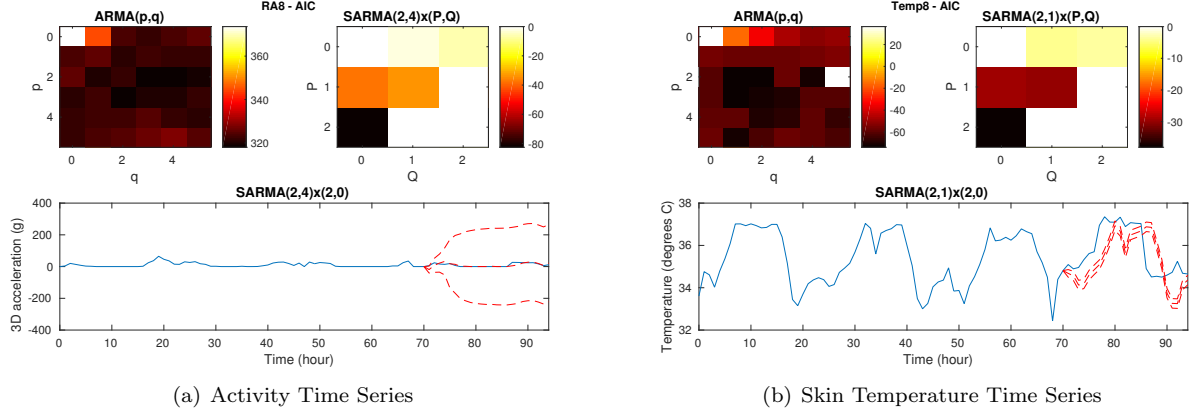 RA8 - AIC
ARMA(p,q)
SARMA(2,4)x(P,Q)
0
2
4
p
0 2 4
q
360
340
320
0
1
2
P
0 1 2
Q
0
-20
-40
-60
-80
SARMA(2,4)x(2,0)
400
200
0
-200
-400
3D acceleration (g)
0 10 20 30 40 50 60 70 80 90
Time (hour)
(a) Activity Time Series
Temp8 - AIC
ARMA(p,q)
SARMA(2,1)x(P,Q)
0
2
4
p
0 2 4
q
20
0
-20
-40
-60
0
1
2
P
0 1 2
Q
0
-10
-20
-30
SARMA(2,1)x(2,0)
36
34
32
Temperature (degrees C)
0 10 20 30 40 50 60 70 80 90
Time (hour)
(b) Skin Temperature Time Series